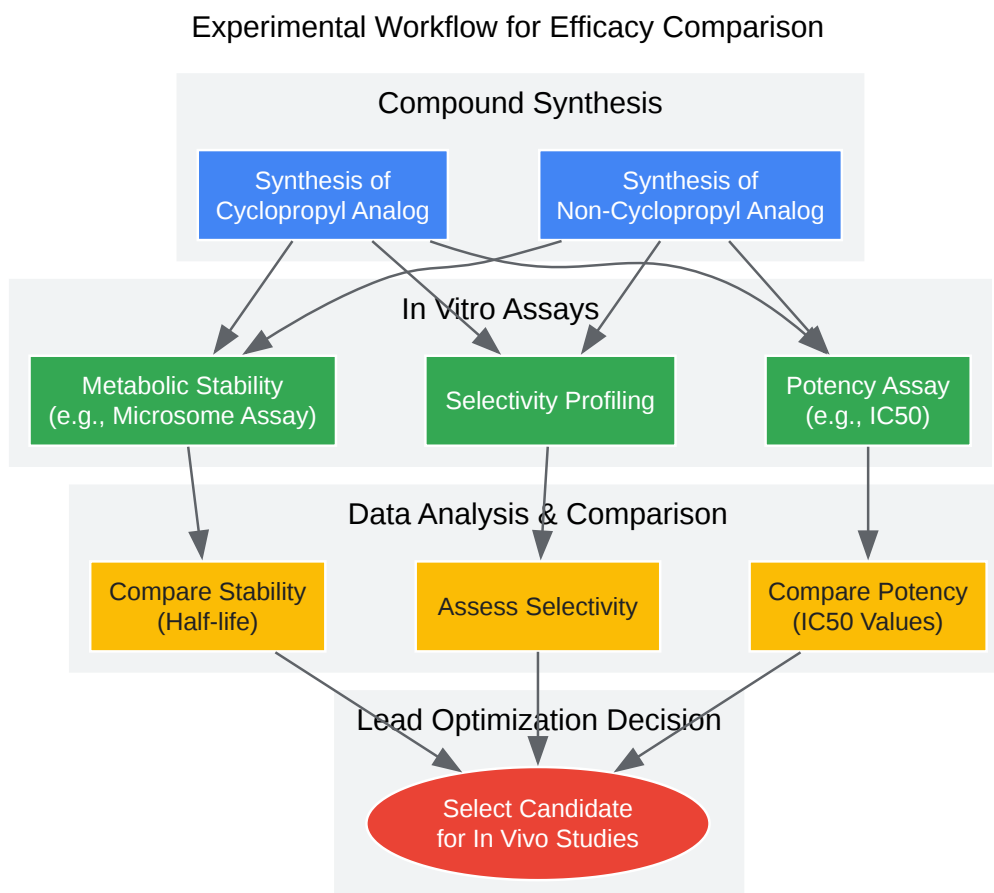 Experimental Workflow for Efficacy Comparison
Compound Synthesis
Synthesis of
Cyclopropyl Analog
Synthesis of
Non-Cyclopropyl Analog
In Vitro Assays
Metabolic Stability
(e.g., Microsome Assay)
Selectivity Profiling
Potency Assay
(e.g., IC50)
Data Analysis & Comparison
Compare Stability
(Half-life)
Assess Selectivity
Compare Potency
(IC50 Values)
Lead Optimization Decision
Select Candidate
for In Vivo Studies